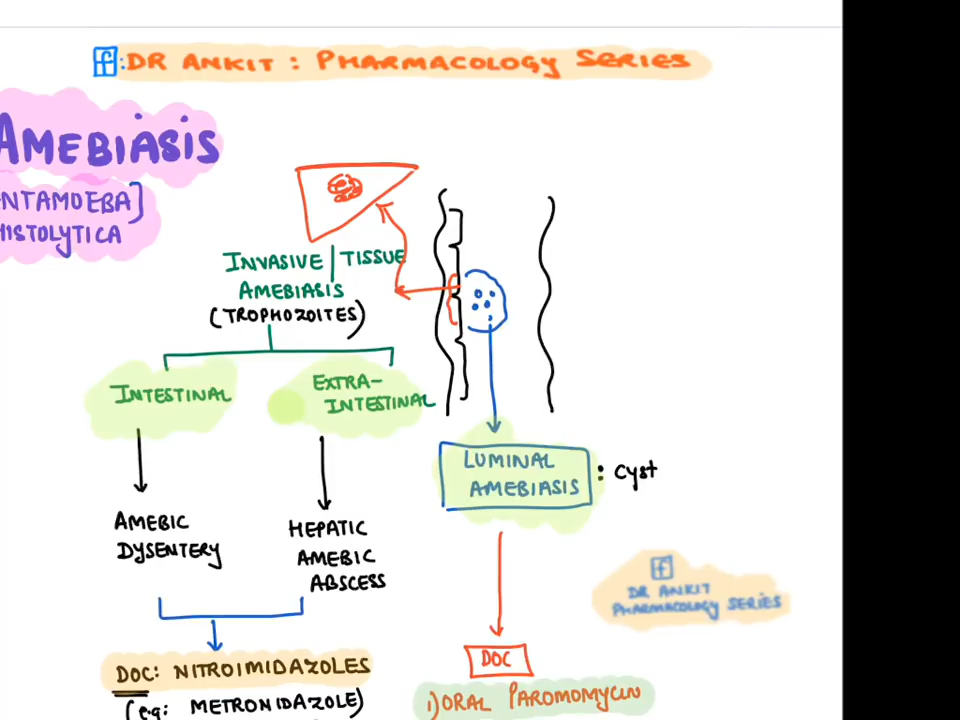 f: DR ANKIT : PHARMACOLOGY SERIES
AMEBIASIS
NTAMOEBA]
HISTOLYTICA
INVASIVE | TISSUE
AMEBIASIS
(TROPHOZOITES)
INTESTINAL
EXTRA-
INTESTINAL
AMEBIC
DYSENTERY
HEPATIC
AMEBIC
ABSCESS
DOC: NITROIMIDAZOLES
(e.g: METRONIDAZOLE)
LUMINAL
AMEBIASIS
: Cyst
DOC
1) ORAL PAROMOMYCIN
f
DR ANKIT
PHARMACOLOGY SERIES